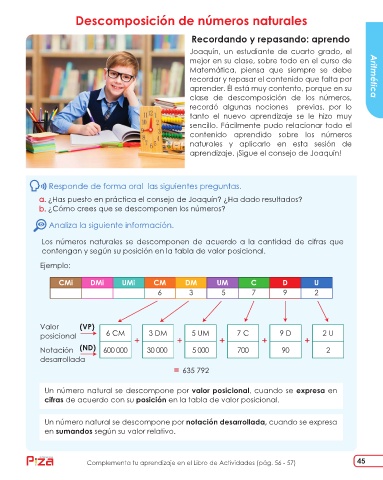 Descomposición de números naturales
Recordando y repasando: aprendo
Joaquín, un estudiante de cuarto grado, el
mejor en su clase, sobre todo en el curso de
Matemática, piensa que siempre se debe
recordar y repasar el contenido que falta por
aprender. Él está muy contento, porque en su
clase de descomposición de los números,
recordó algunas nociones previas, por lo
tanto el nuevo aprendizaje se le hizo muy
sencillo. Fácilmente pudo relacionar todo el
contenido aprendido sobre los números
naturales y aplicarlo en esta sesión de
aprendizaje. ¡Sigue el consejo de Joaquín!
Aritmética
Responde de forma oral las siguientes preguntas.
a. ¿Has puesto en práctica el consejo de Joaquín? ¿Ha dado resultados?
b. ¿Cómo crees que se descomponen los números?
Analiza la siguiente información.
Los números naturales se descomponen de acuerdo a la cantidad de cifras que
contengan y según su posición en la tabla de valor posicional.
Ejemplo:
CMi DMi UMi CM DM UM C D U
6 3 5 7 9 2
Valor posicional (VP) 6 CM + 3 DM + 5 UM + 7 C + 9 D + 2 U
Notación desarrollada (ND) 600 000 30 000 5 000 700 90 2
= 635 792
Un número natural se descompone por valor posicional, cuando se expresa en
cifras de acuerdo con su posición en la tabla de valor posicional.
Un número natural se descompone por notación desarrollada, cuando se expresa
en sumandos según su valor relativo.
Complementa tu aprendizaje en el Libro de Actividades (pág. 56 - 57)
45